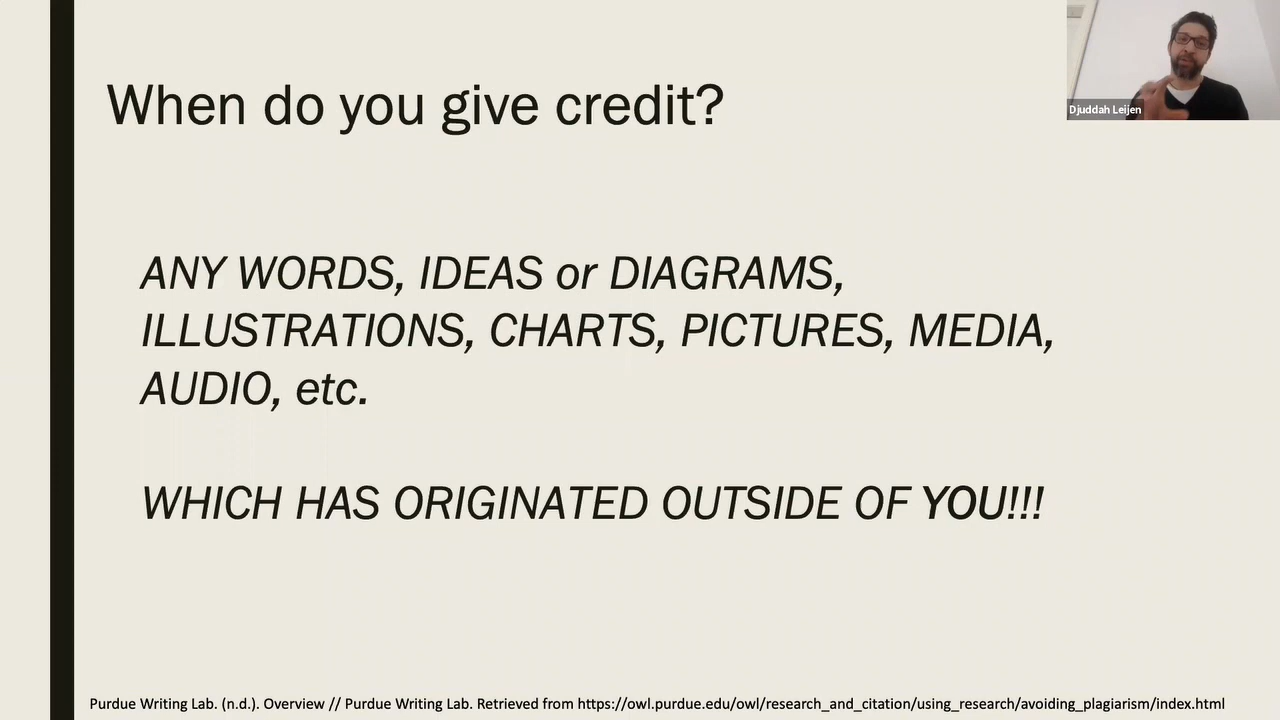 When do you give credit?
Djuddah Leijen
ANY WORDS, IDEAS or DIAGRAMS,
ILLUSTRATIONS, CHARTS, PICTURES, MEDIA,
AUDIO, etc.
WHICH HAS ORIGINATED OUTSIDE OF YOU!!!
Purdue Writing Lab. (n.d.). Overview // Purdue Writing Lab. Retrieved from https://owl.purdue.edu/owl/research_and_citation/using_research/avoiding_plagiarism/index.html